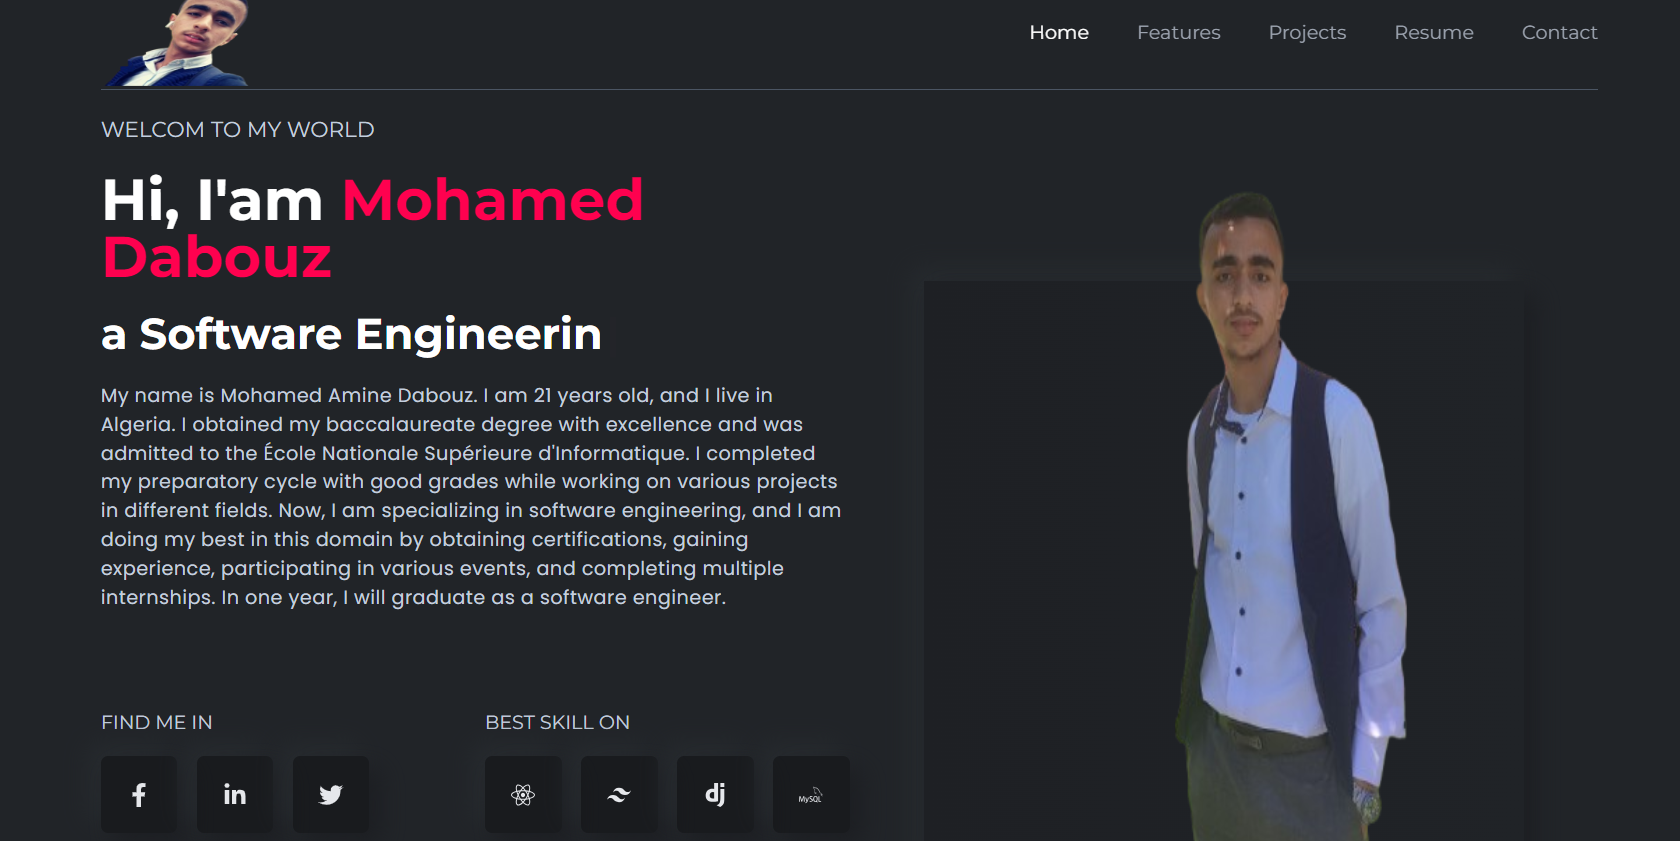 Home Features Projects Resume Contact
WELCOM TO MY WORLD
Hi, I'am Mohamed
Dabouz
a Software Engineerin
My name is Mohamed Amine Dabouz. I am 21 years old, and I live in
Algeria. I obtained my baccalaureate degree with excellence and was
admitted to the École Nationale Supérieure d'Informatique. I completed
my preparatory cycle with good grades while working on various projects
in different fields. Now, I am specializing in software engineering, and I am
doing my best in this domain by obtaining certifications, gaining
experience, participating in various events, and completing multiple
internships. In one year, I will graduate as a software engineer.
FIND ME IN
BEST SKILL ON
f in
dj MySQL